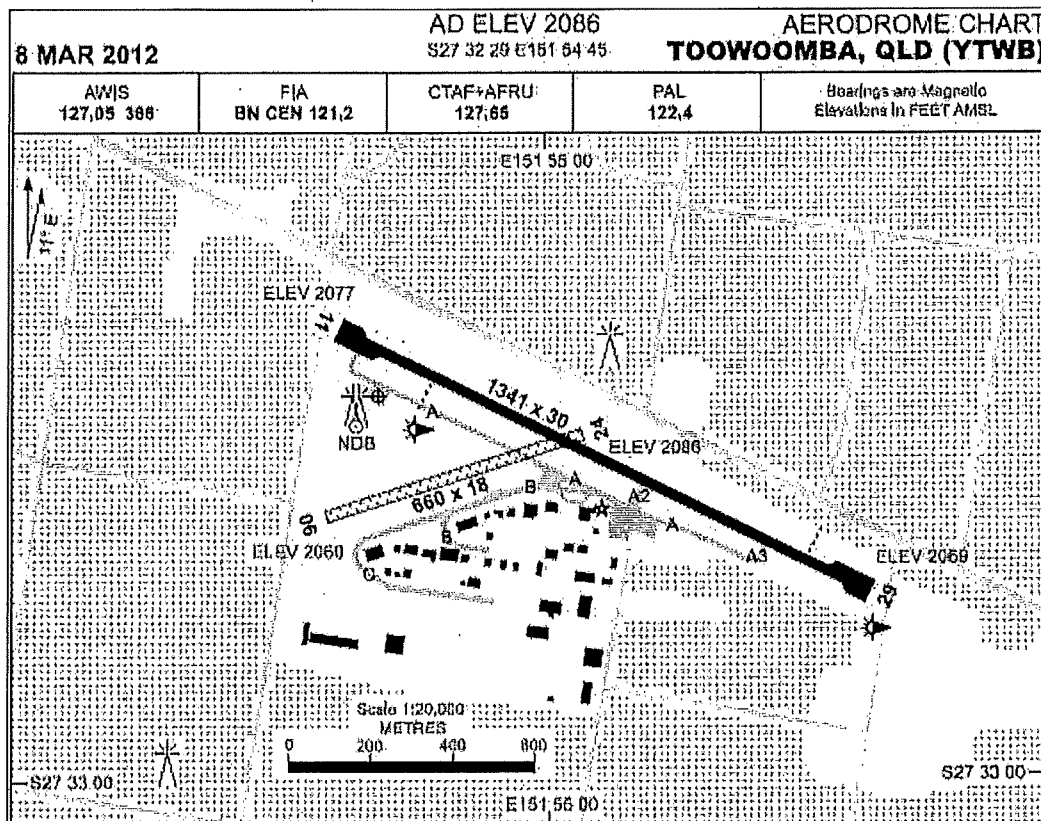 8 MAR 2012
AD ELEV 2086
S27 32 29 E151 54 45
AERODROME CHART
TOOWOOMBA, QLD (YTWB)
AWIS
127.05 398
FIA
BN CEN 121.2
CTAF+AFRU
127.65
PAL
122.4
Bearings are Magnetic
Elevations in FEET AMSL
E151 55 00
11° E
ELEV 2077
11
1341 x 30
24
NDB
A
ELEV 2086
660 x 18
B
A
A2
A
A3
06
ELEV 2060
B
C
ELEV 2069
29
Scale 1:20,000
METRES
0 200 400 800
S27 33 00
S27 33 00
E151 55 00